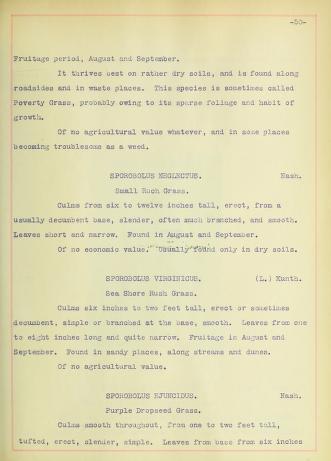 -50-
Fruitage period, August and September.
It thrives best on rather dry soils, and is found along
roadsides and in waste places. This species is sometimes called
Poverty Grass, probably owing to its sparse foliage and habit of
growth.
Of no agricultural value whatever, and in some places
becoming troublesome as a weed.
SPOROBOLUS NEGLECTUS. Nash.
Small Rush Grass.
Culms from six to twelve inches tall, erect, from a
usually decumbent base, slender, often much branched, and smooth.
Leaves short and narrow. Found in August and September.
Of no economic value. Usually found only in dry soils.
SPOROBOLUS VIRGINICUS. (L.) Kunth.
Sea Shore Rush Grass.
Culms six inches to two feet tall, erect or sometimes
decumbent, simple or branched at the base, smooth. Leaves from one
to eight inches long and quite narrow. Fruitage in August and
September. Found in sandy places, along streams and dunes.
Of no agricultural value.
SPOROBOLUS EJUNCIDUS. Nash.
Purple Dropseed Grass.
Culms smooth throughout, from one to two feet tall,
tufted, erect, slender, simple. Leaves from base from six inches